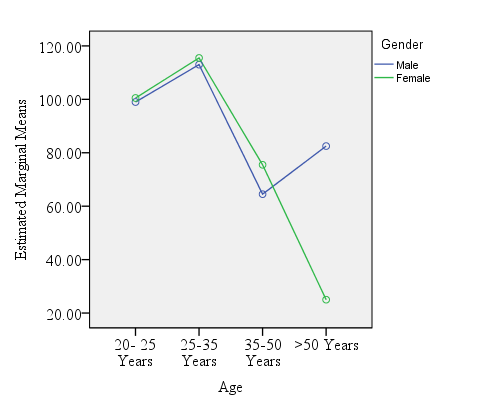 Gender
Male
Female
Estimated Marginal Means
120.00
100.00
80.00
60.00
40.00
20.00
20- 25
Years
25-35
Years
35-50
Years
>50 Years
Age